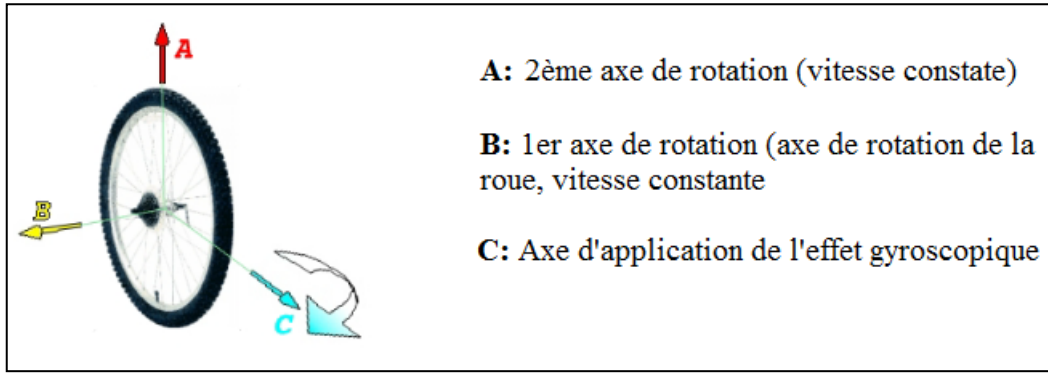 A
A: 2ème axe de rotation (vitesse constate)
B: 1er axe de rotation (axe de rotation de la
roue, vitesse constante
B
C: Axe d'application de l'effet gyroscopique
C